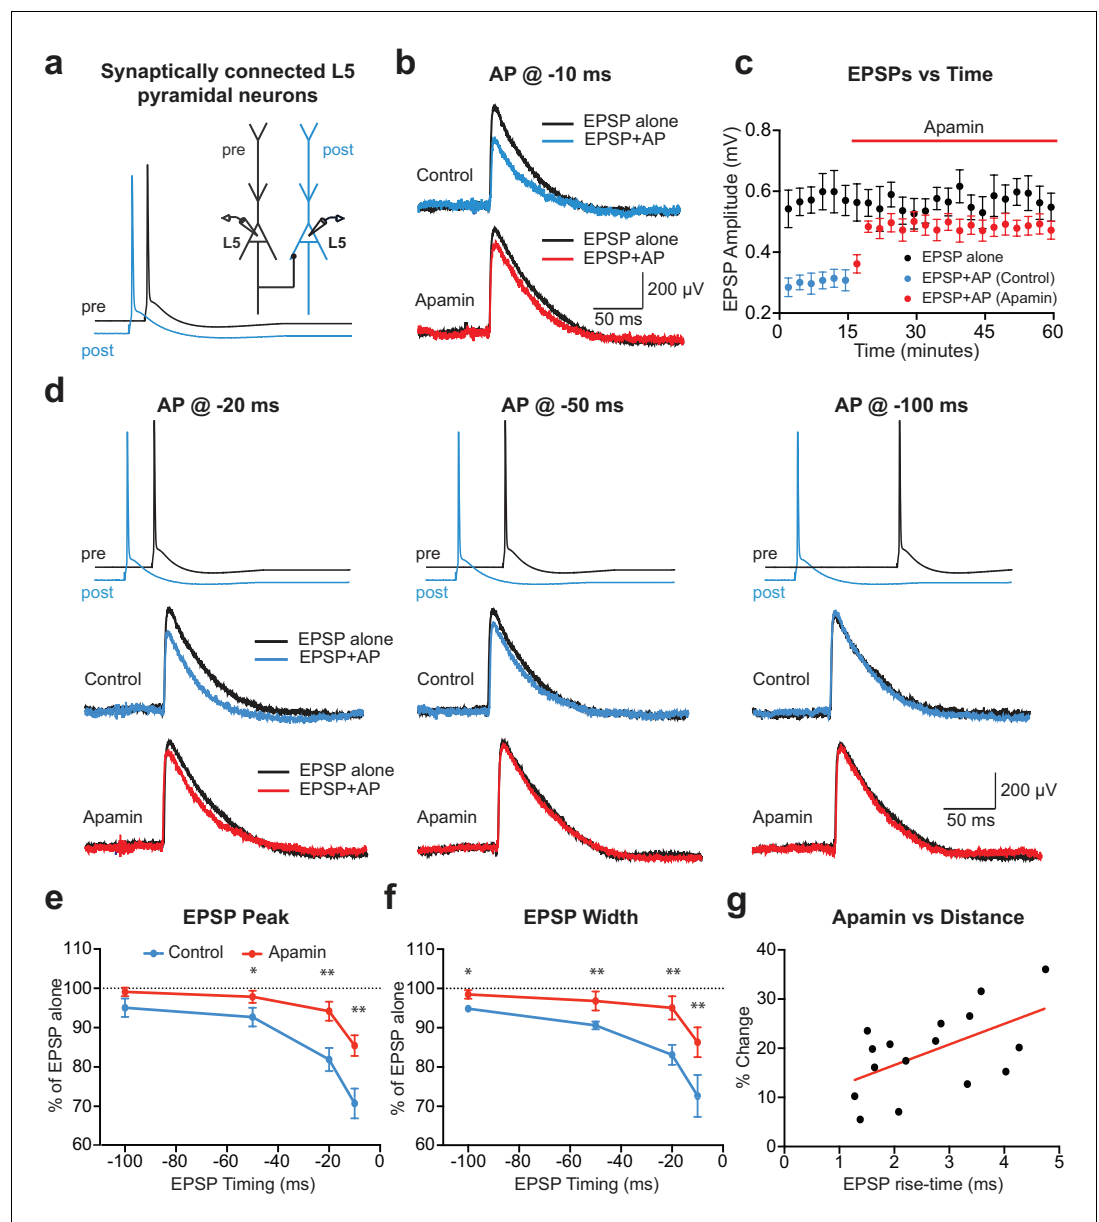 a
Synaptically connected L5
pyramidal neurons
pre
post
L5
L5
pre
post
b
AP @ -10 ms
EPSP alone
EPSP+AP
Control
EPSP alone
EPSP+AP
Apamin
200 µV
50 ms
c
EPSPs vs Time
Apamin
0.8
0.6
0.4
0.2
EPSP Amplitude (mV)
EPSP alone
EPSP+AP (Control)
EPSP+AP (Apamin)
0 15 30 45 60
Time (minutes)
d
AP @ -20 ms
pre
post
EPSP alone
EPSP+AP
Control
EPSP alone
EPSP+AP
Apamin
AP @ -50 ms
pre
post
Control
Apamin
AP @ -100 ms
pre
post
Control
Apamin
200 µV
50 ms
e
EPSP Peak
Control Apamin
110
100
90
80
70
60
% of EPSP alone
* ** **
-100 -80 -60 -40 -20 0
EPSP Timing (ms)
f
EPSP Width
110
100
90
80
70
60
% of EPSP alone
* ** ** **
-100 -80 -60 -40 -20 0
EPSP Timing (ms)
g
Apamin vs Distance
40
30
20
10
0
% Change
0 1 2 3 4 5
EPSP rise-time (ms)